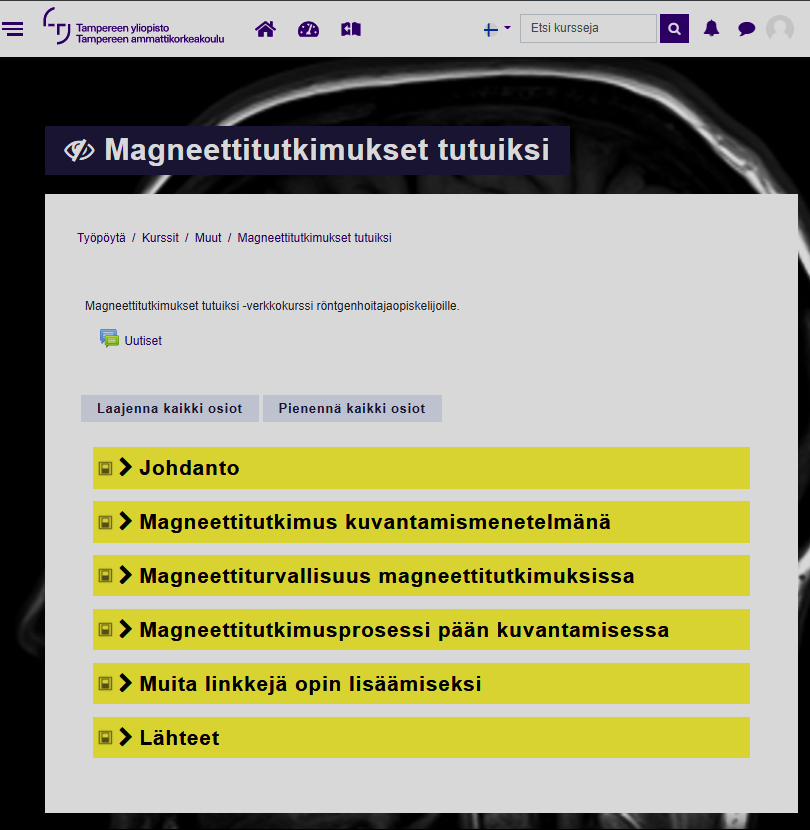 Tampereen yliopisto
Tampereen ammattikorkeakoulu
Etsi kursseja
Magneettitutkimukset tutuiksi
Työpöytä / Kurssit / Muut / Magneettitutkimukset tutuiksi
Magneettitutkimukset tutuiksi -verkkokurssi röntgenhoitajaopiskelijoille.
Uutiset
Laajenna kaikki osiot Pienennä kaikki osiot
Johdanto
Magneettitutkimus kuvantamismenetelmänä
Magneettiturvallisuus magneettitutkimuksissa
Magneettitutkimusprosessi pään kuvantamisessa
Muita linkkejä opin lisäämiseksi
Lähteet